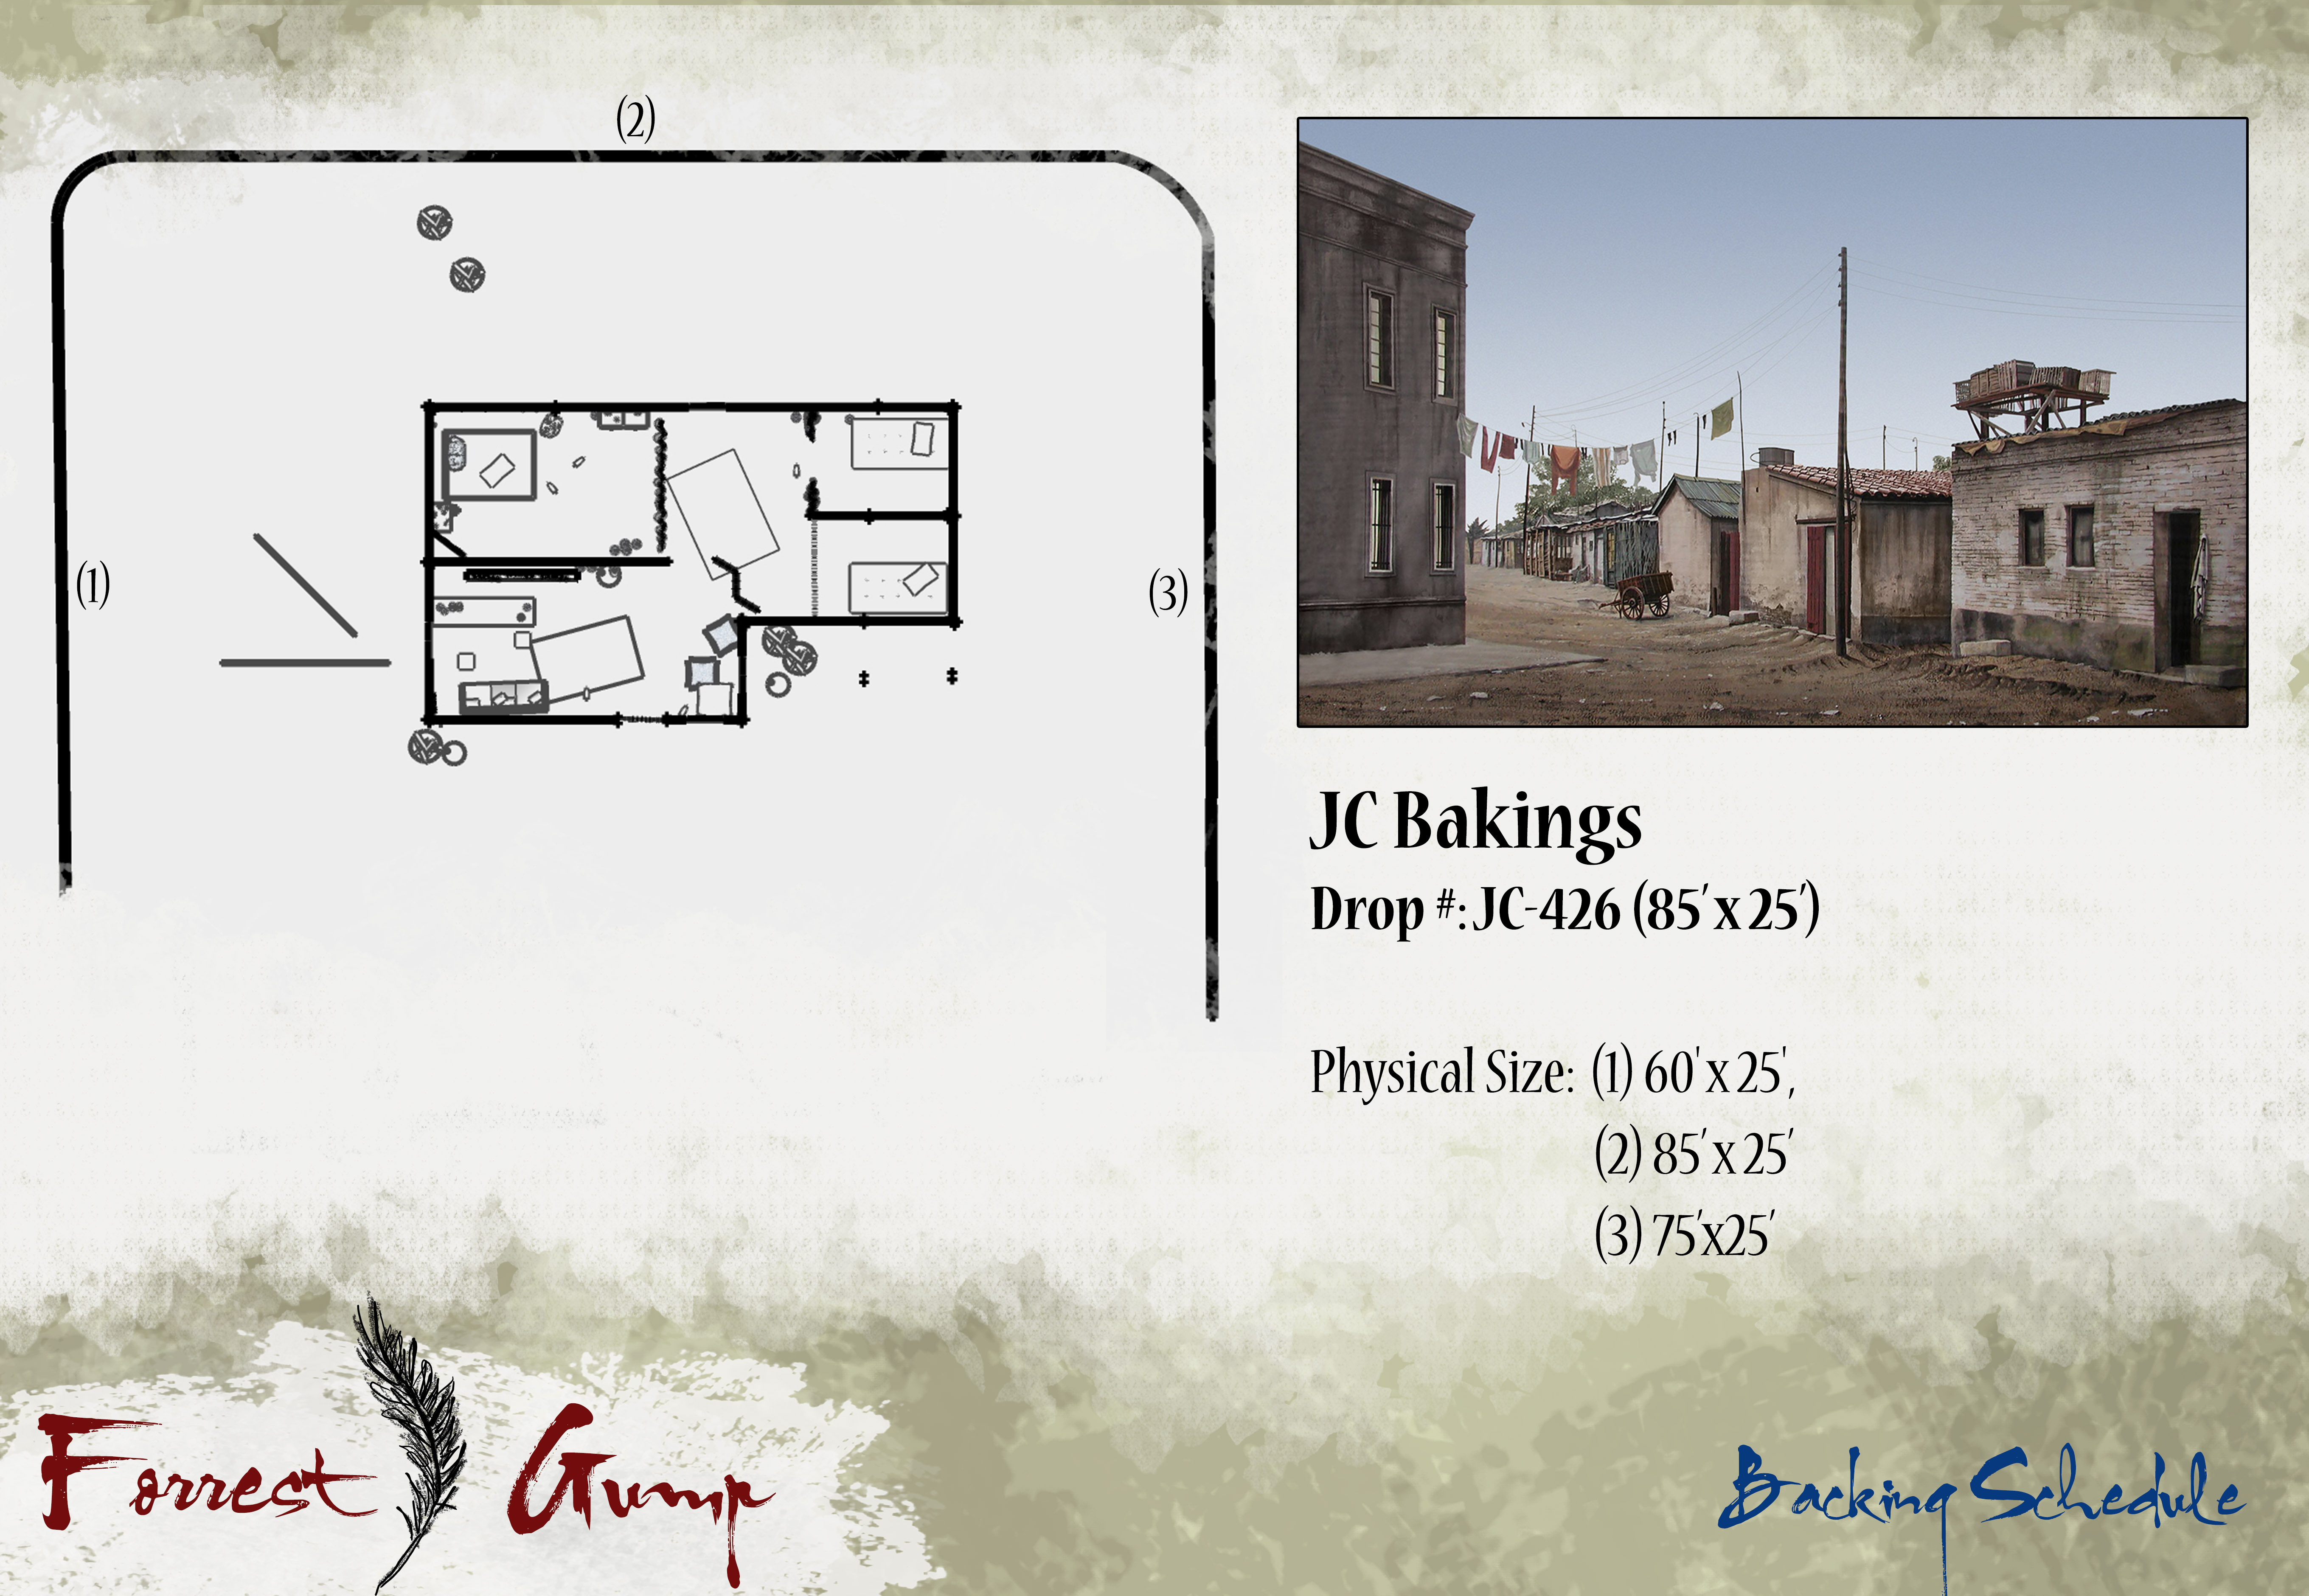 (2)
(1)
(3)
JC Bakings
Drop #: JC-426 (85' x 25')
Physical Size: (1) 60' x 25',
(2) 85' x 25'
(3) 75'x25'
Forrest Gump
Backing Schedule